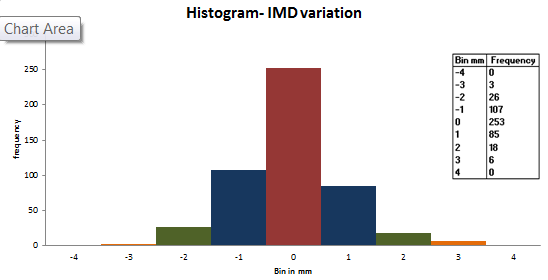 Histogram- IMD variation
Chart Area
250
200
150
100
50
0
frequency
-4 -3 -2 -1 0 1 2 3 4
Bin in mm
Bin mm Frequency
-4 0
-3 3
-2 26
-1 107
0 253
1 85
2 18
3 6
4 0